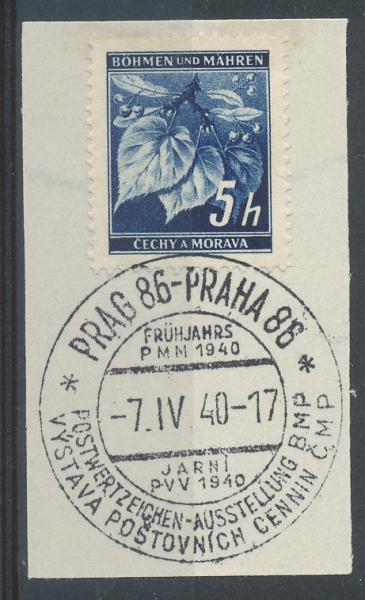 BÖHMEN UND MÄHREN
5h
ČECHY A MORAVA
PRAG 86-PRAHA 86
FRÜHJAHRS
PMM 1940
-7.IV 40-17
JARNÍ
PVV 1940
* POSTWERTZEICHEN-AUSSTELLUNG BMP *
VÝSTAVA POŠTOVNÍCH CENNIN ČMP